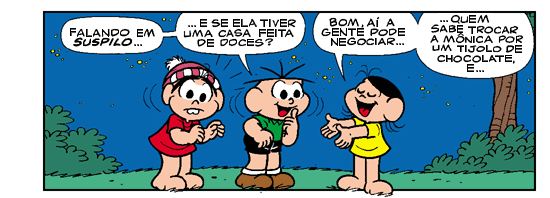 FALANDO EM
SUSPILO...
... E SE ELA TIVER
UMA CASA FEITA
DE DOCES?
BOM, AÍ A
GENTE PODE
NEGOCIAR...
...QUEM
SABE TROCAR
A MÔNICA POR
UM TIJOLO DE
CHOCOLATE,
E...